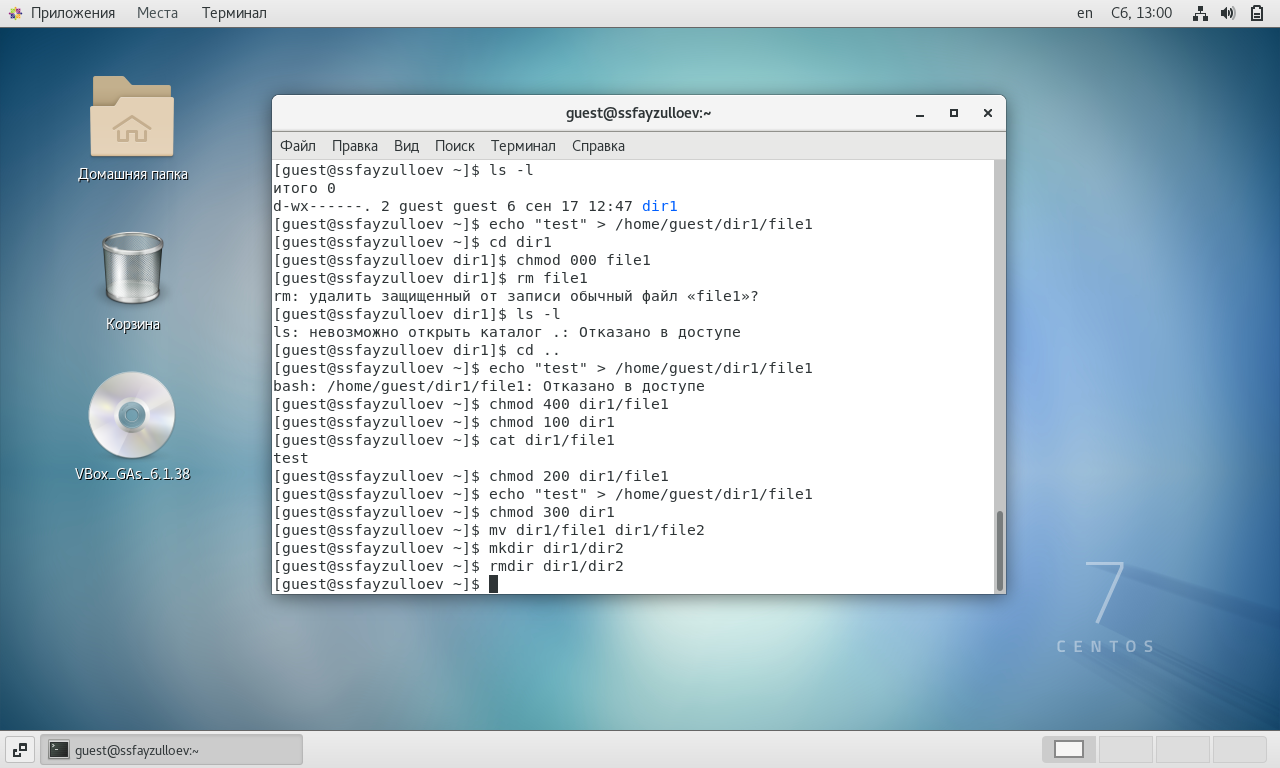 Приложения Места Терминал en Сб, 13:00
Домашняя папка
Корзина
VBox_GAs_6.1.38
guest@ssfayzulloev:~
Файл Правка Вид Поиск Терминал Справка
[guest@ssfayzulloev ~]$ ls -l
итого 0
d-wx------. 2 guest guest 6 сен 17 12:47 dir1
[guest@ssfayzulloev ~]$ echo "test" > /home/guest/dir1/file1
[guest@ssfayzulloev ~]$ cd dir1
[guest@ssfayzulloev dir1]$ chmod 000 file1
[guest@ssfayzulloev dir1]$ rm file1
rm: удалить защищенный от записи обычный файл «file1»?
[guest@ssfayzulloev dir1]$ ls -l
ls: невозможно открыть каталог .: Отказано в доступе
[guest@ssfayzulloev dir1]$ cd ..
[guest@ssfayzulloev ~]$ echo "test" > /home/guest/dir1/file1
bash: /home/guest/dir1/file1: Отказано в доступе
[guest@ssfayzulloev ~]$ chmod 400 dir1/file1
[guest@ssfayzulloev ~]$ chmod 100 dir1
[guest@ssfayzulloev ~]$ cat dir1/file1
test
[guest@ssfayzulloev ~]$ chmod 200 dir1/file1
[guest@ssfayzulloev ~]$ echo "test" > /home/guest/dir1/file1
[guest@ssfayzulloev ~]$ chmod 300 dir1
[guest@ssfayzulloev ~]$ mv dir1/file1 dir1/file2
[guest@ssfayzulloev ~]$ mkdir dir1/dir2
[guest@ssfayzulloev ~]$ rmdir dir1/dir2
[guest@ssfayzulloev ~]$
7
CENTOS
guest@ssfayzulloev:~